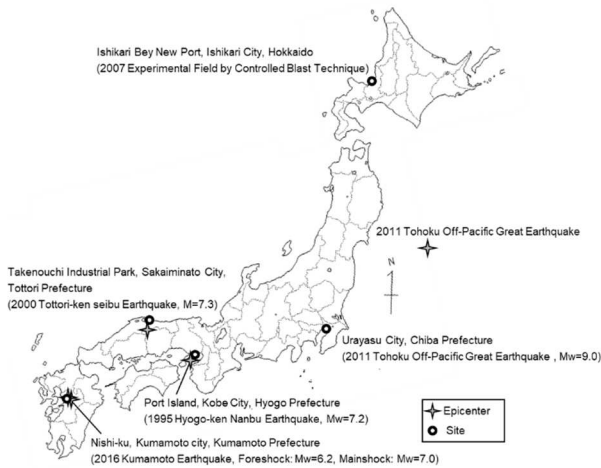 Ishikari Bey New Port, Ishikari City, Hokkaido
(2007 Experimental Field by Controlled Blast Technique)
2011 Tohoku Off-Pacific Great Earthquake
N
Takenouchi Industrial Park, Sakaiminato City,
Tottori Prefecture
(2000 Tottori-ken seibu Earthquake, M=7.3)
Urayasu City, Chiba Prefecture
(2011 Tohoku Off-Pacific Great Earthquake , Mw=9.0)
Port Island, Kobe City, Hyogo Prefecture
(1995 Hyogo-ken Nanbu Earthquake, Mw=7.2)
Epicenter
Site
Nishi-ku, Kumamoto city, Kumamoto Prefecture
(2016 Kumamoto Earthquake, Foreshock: Mw=6.2, Mainshock: Mw=7.0)